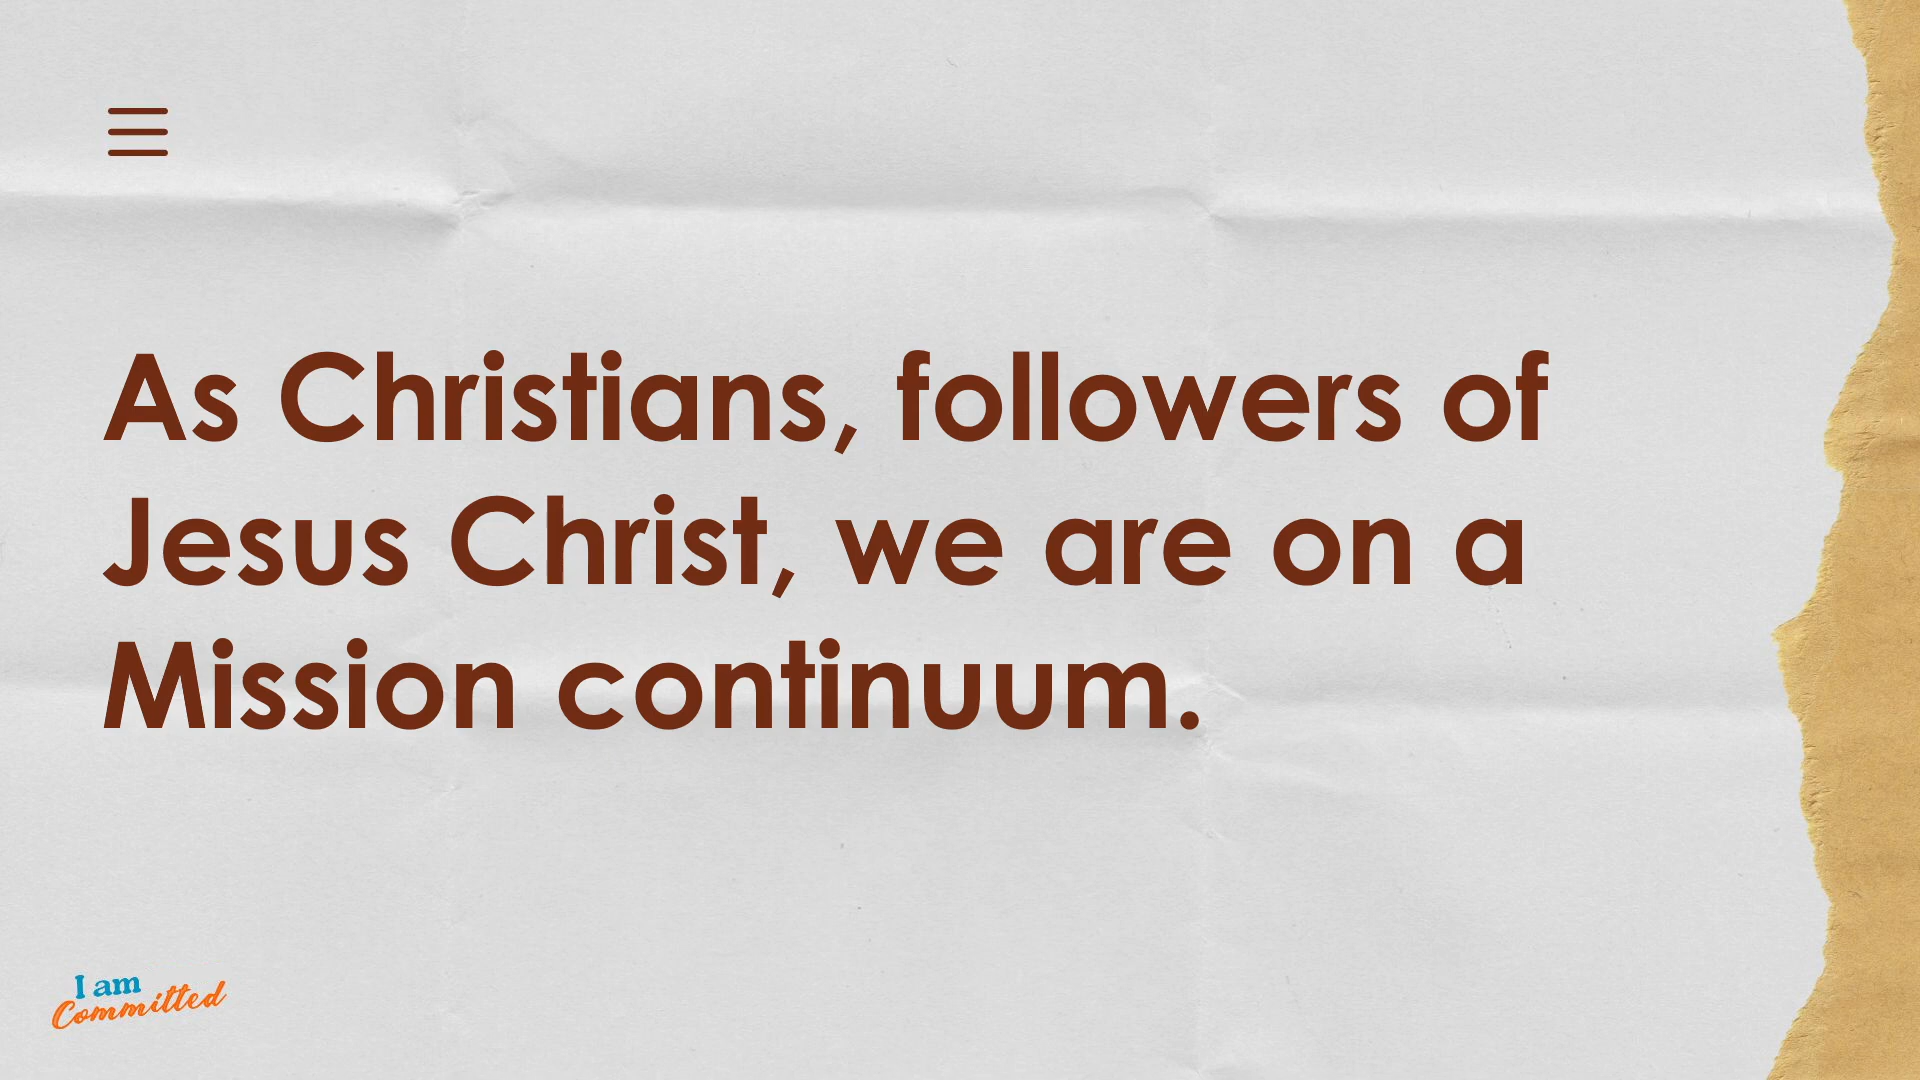 As Christians, followers of
Jesus Christ, we are on a
Mission continuum.
I am
Committed